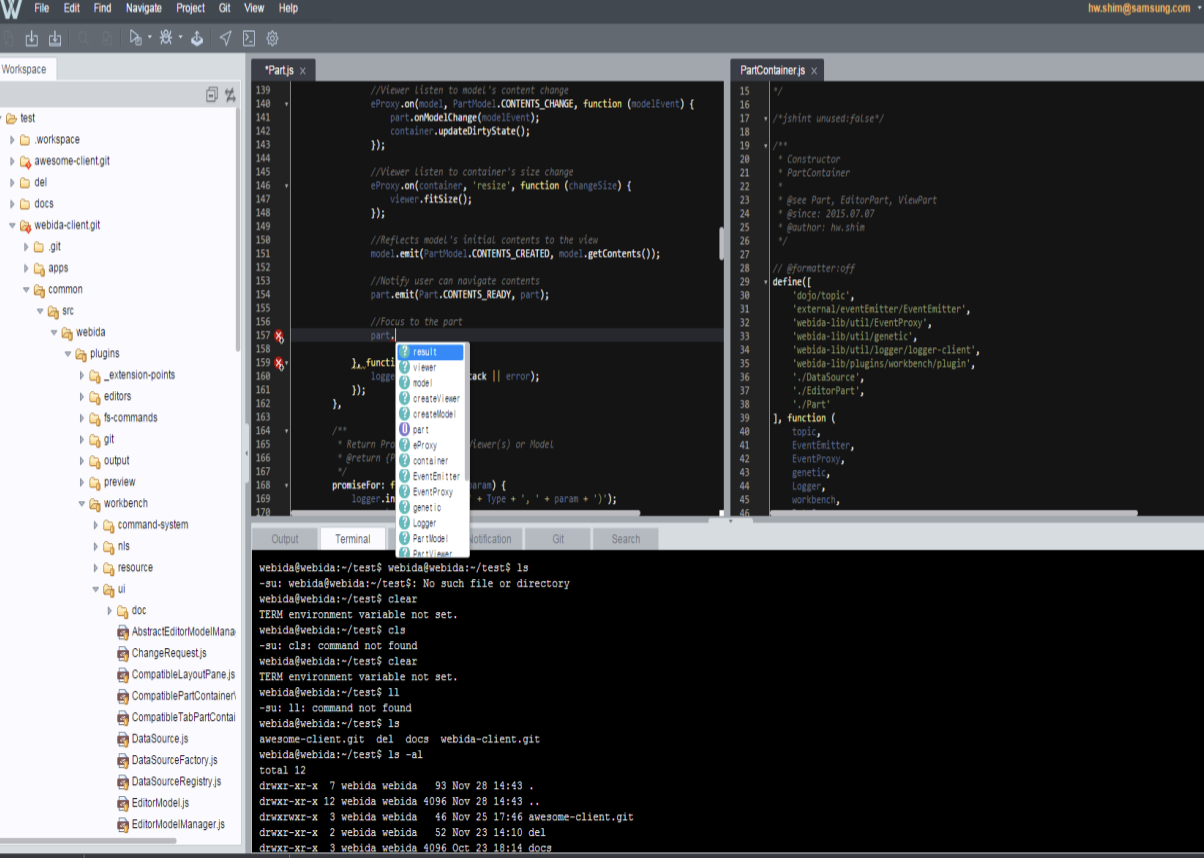 W File Edit Find Navigate Project Git View Help hw.shim@samsung.com
Workspace
test
.workspace
awesome-client.git
del
docs
webida-client.git
.git
apps
common
src
webida
plugins
_extension-points
editors
fs-commands
git
output
preview
workbench
command-system
nls
resource
ui
doc
AbstractEditorModelMana
ChangeRequest.js
CompatibleLayoutPane.js
CompatiblePartContainer
CompatibleTabPartContai
DataSource.js
DataSourceFactory.js
DataSourceRegistry.js
EditorModel.js
EditorModelManager.js
*Part.js x
139 //Viewer listen to model's content change
140 eProxy.on(model, PartModel.CONTENTS_CHANGE, function (modelEvent) {
141 part.onModelChange(modelEvent);
142 container.updateDirtyState();
143 });
144
145 //Viewer listen to container's size change
146 eProxy.on(container, 'resize', function (changeSize) {
147 viewer.fitSize();
148 });
149
150 //Reflects model's initial contents to the view
151 model.emit(PartModel.CONTENTS_CREATED, model.getContents());
152
153 //Notify user can navigate contents
154 part.emit(Part.CONTENTS_READY, part);
155
156 //Focus to the part
157 part.
158
159 }, functi
160 logge tack || error);
161 });
162 },
163
164 /**
165 * Return Pro iewer(s) or Model
166 * @return {P
167 */
168 promiseFor: f aram) {
169 logger.in + Type + ', ' + param + ')');
170
result
viewer
model
createViewer
createModel
part
eProxy
container
EventEmitter
EventProxy
genetic
Logger
PartModel
PartViewer
PartContainer.js x
15 */
16
17 /*jshint unused:false*/
18
19 /**
20 * Constructor
21 * PartContainer
22 *
23 * @see Part, EditorPart, ViewPart
24 * @since: 2015.07.07
25 * @author: hw.shim
26 */
27
28 // @formatter:off
29 define([
30 'dojo/topic',
31 'external/eventEmitter/EventEmitter',
32 'webida-lib/util/EventProxy',
33 'webida-lib/util/genetic',
34 'webida-lib/util/logger/logger-client',
35 'webida-lib/plugins/workbench/plugin',
36 './DataSource',
37 './EditorPart',
38 './Part'
39 ], function (
40 topic,
41 EventEmitter,
42 EventProxy,
43 genetic,
44 Logger,
45 workbench,
46
Output Terminal Notification Git Search
webida@webida:~/test$ webida@webida:~/test$ ls
-su: webida@webida:~/test$: No such file or directory
webida@webida:~/test$ clear
TERM environment variable not set.
webida@webida:~/test$ cls
-su: cls: command not found
webida@webida:~/test$ clear
TERM environment variable not set.
webida@webida:~/test$ ll
-su: ll: command not found
webida@webida:~/test$ ls
awesome-client.git del docs webida-client.git
webida@webida:~/test$ ls -al
total 12
drwxr-xr-x 7 webida webida 93 Nov 28 14:43 .
drwxr-xr-x 12 webida webida 4096 Nov 28 14:43 ..
drwxrwxr-x 3 webida webida 46 Nov 25 17:46 awesome-client.git
drwxr-xr-x 2 webida webida 52 Nov 23 14:10 del
drwxr-xr-x 3 webida webida 4096 Oct 23 18:14 docs